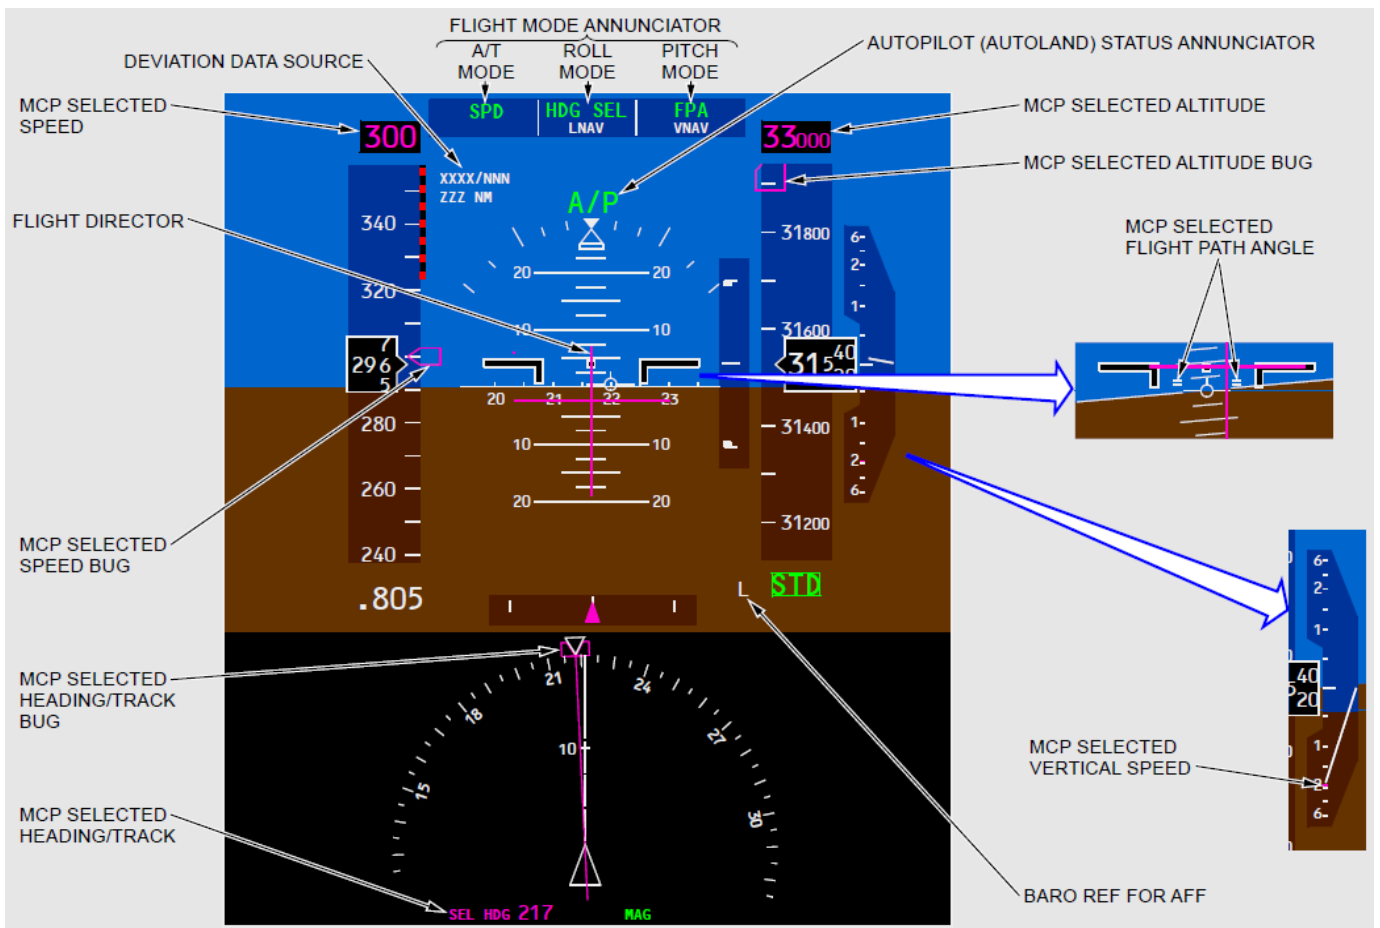 FLIGHT MODE ANNUNCIATOR
A/T MODE
ROLL MODE
PITCH MODE
AUTOPILOT (AUTOLAND) STATUS ANNUNCIATOR
DEVIATION DATA SOURCE
MCP SELECTED
SPEED
MCP SELECTED ALTITUDE
MCP SELECTED ALTITUDE BUG
FLIGHT DIRECTOR
MCP SELECTED
FLIGHT PATH ANGLE
MCP SELECTED
SPEED BUG
MCP SELECTED
HEADING/TRACK
BUG
MCP SELECTED
HEADING/TRACK
MCP SELECTED
VERTICAL SPEED
BARO REF FOR AFF
SPD
HDG SEL
FPA
LNAV
VNAV
300
33000
XXXX/NNN
ZZZ NM
A/P
340
320
7
296
5
280
260
240
.805
20 20
10 10
20 21 22 23
10 10
20 20
31800
31600
31540
20
31400
31200
6
2
1
1
2
6
L
STD
15
18
21
24
27
30
10
SEL HDG 217
MAG
6
2
1
40
20
1
2
6